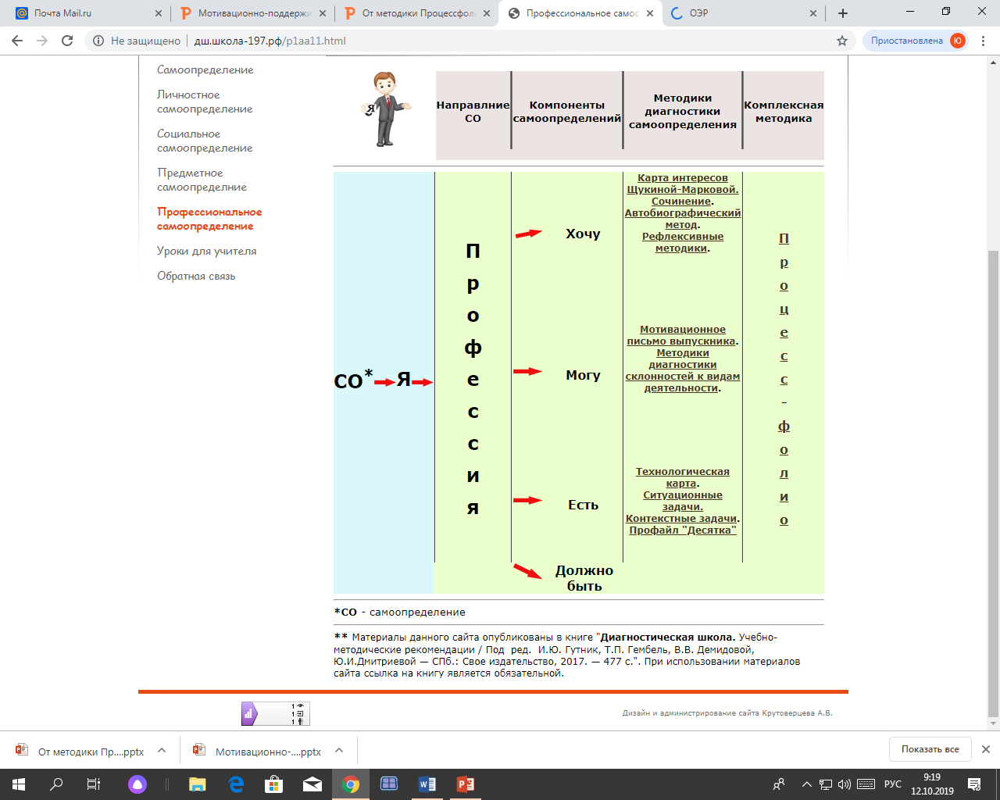 Почта Mail.ru
Мотивационно-поддержи
От методики Процессфол
Профессиональное самоо
ОЭР
Не защищено
дш.школа-197.рф/p1aa11.html
Приостановлена
Ю
Самоопределение
Личностное
самоопределение
Социальное
самоопределение
Предметное
самоопределние
Профессиональное
самоопределение
Уроки для учителя
Обратная связь
Я
Направлние
СО
Компоненты
самоопределений
Методики
диагностики
самоопределения
Комплексная
методика
СО*
Я
П
р
о
ф
е
с
с
и
я
Хочу
Могу
Есть
Должно
быть
Карта интересов
Щукиной-Марковой.
Сочинение.
Автобиографический
метод.
Рефлексивные
методики.
Мотивационное
письмо выпускника.
Методики
диагностики
склонностей к видам
деятельности.
Технологическая
карта.
Ситуационные
задачи.
Контекстные задачи.
Профайл "Десятка"
П
р
о
ц
е
с
с
-
ф
о
л
и
о
*СО - самоопределение
** Материалы данного сайта опубликованы в книге "Диагностическая школа. Учебно-
методические рекомендации / Под ред. И.Ю. Гутник, Т.П. Гембель, В.В. Демидовой,
Ю.И.Дмитриевой — СПб.: Свое издательство, 2017. — 477 с.". При использовании материалов
сайта ссылка на книгу является обязательной.
1
1
1
Дизайн и администрирование сайта Крутоверцева А.В.
От методики Пр....pptx
Мотивационно-....pptx
Показать все
РУС
9:19
12.10.2019